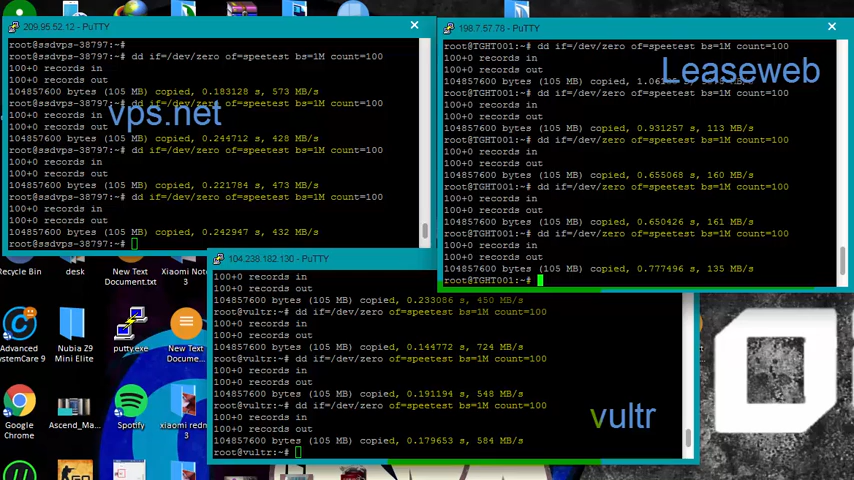 209.95.52.12 - PuTTY
root@ssdvps-38797:~#
root@ssdvps-38797:~# dd if=/dev/zero of=speetest bs=1M count=100
100+0 records in
100+0 records out
104857600 bytes (105 MB) copied, 0.183128 s, 573 MB/s
root@ssdvps-38797:~# dd if=/dev/zero of=speetest bs=1M count=100
100+0 records in
vps.net
100+0 records out
104857600 bytes (105 MB) copied, 0.244712 s, 428 MB/s
root@ssdvps-38797:~# dd if=/dev/zero of=speetest bs=1M count=100
100+0 records in
100+0 records out
104857600 bytes (105 MB) copied, 0.221784 s, 473 MB/s
root@ssdvps-38797:~# dd if=/dev/zero of=speetest bs=1M count=100
100+0 records in
100+0 records out
104857600 bytes (105 MB) copied, 0.242947 s, 432 MB/s
root@ssdvps-38797:~#
198.7.57.76 - PuTTY
root@TGHT001:~# dd if=/dev/zero of=speetest bs=1M count=100
100+0 records in
100+0 records out
Leaseweb
104857600 bytes (105 MB) copied, MB/s
root@TGHT001:~# dd if=/dev/zero of=speetest bs=1M count=100
100+0 records in
100+0 records out
104857600 bytes (105 MB) copied, 0.931257 s, 113 MB/s
root@TGHT001:~# dd if=/dev/zero of=speetest bs=1M count=100
100+0 records in
100+0 records out
104857600 bytes (105 MB) copied, 0.655068 s, 160 MB/s
root@TGHT001:~# dd if=/dev/zero of=speetest bs=1M count=100
100+0 records in
100+0 records out
104857600 bytes (105 MB) copied, 0.650426 s, 161 MB/s
root@TGHT001:~# dd if=/dev/zero of=speetest bs=1M count=100
100+0 records in
100+0 records out
104857600 bytes (105 MB) copied, 0.777496 s, 135 MB/s
root@TGHT001:~#
104.238.182.130 - PuTTY
100+0 records in
100+0 records out
104857600 bytes (105 MB) copied, 0.233086 s, 450 MB/s
root@vultr:~# dd if=/dev/zero of=speetest bs=1M count=100
100+0 records in
100+0 records out
104857600 bytes (105 MB) copied, 0.144772 s, 724 MB/s
root@vultr:~# dd if=/dev/zero of=speetest bs=1M count=100
100+0 records in
100+0 records out
104857600 bytes (105 MB) copied, 0.191194 s, 548 MB/s
root@vultr:~# dd if=/dev/zero of=speetest bs=1M count=100
100+0 records in
vultr
100+0 records out
104857600 bytes (105 MB) copied, 0.179653 s, 584 MB/s
root@vultr:~#
Recycle Bin
desk
New Text
Document.txt
Xiaomi Note
3
Advanced
SystemCare 9
Nubia Z9
Mini Elite
putty.exe
New Text
Docume...
Google
Chrome
Ascend_Ma...
Spotify
xiaomi redm
3